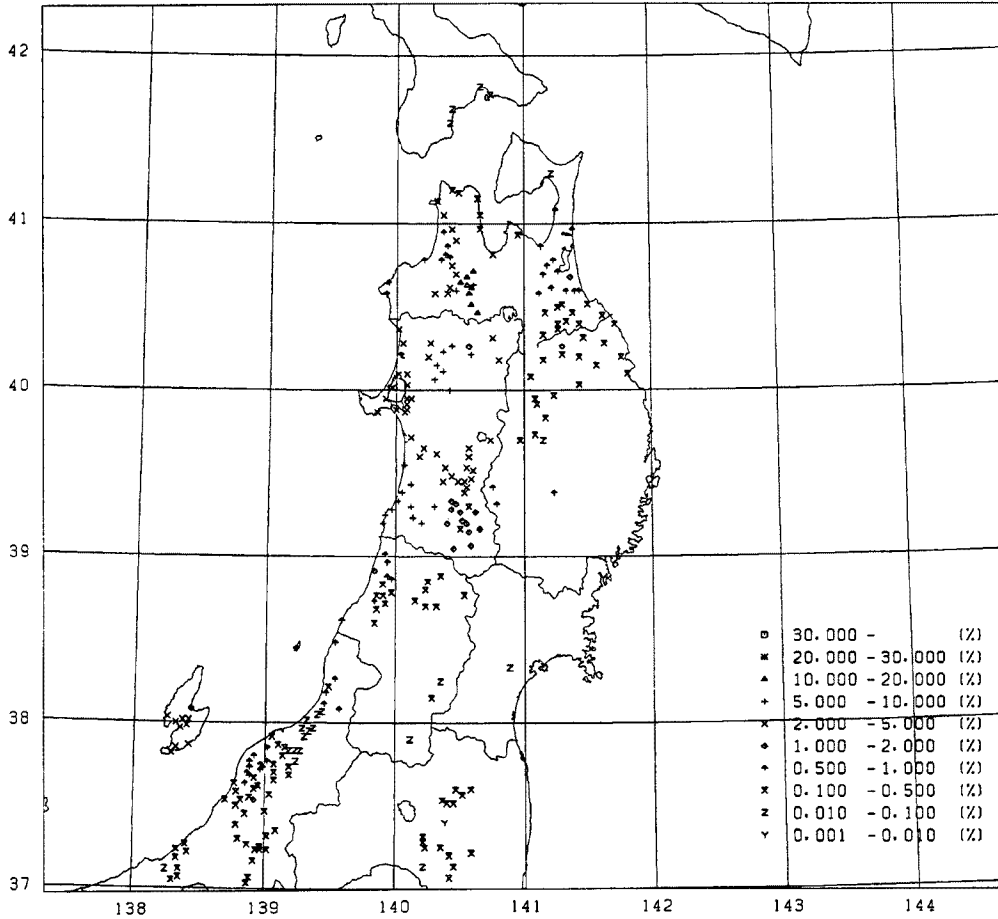 42
41
40
39
38
37
30.000 - (%)
20.000 - 30.000 (%)
10.000 - 20.000 (%)
5.000 - 10.000 (%)
2.000 - 5.000 (%)
1.000 - 2.000 (%)
0.500 - 1.000 (%)
0.100 - 0.500 (%)
0.010 - 0.100 (%)
0.001 - 0.010 (%)
138 139 140 141 142 143 144